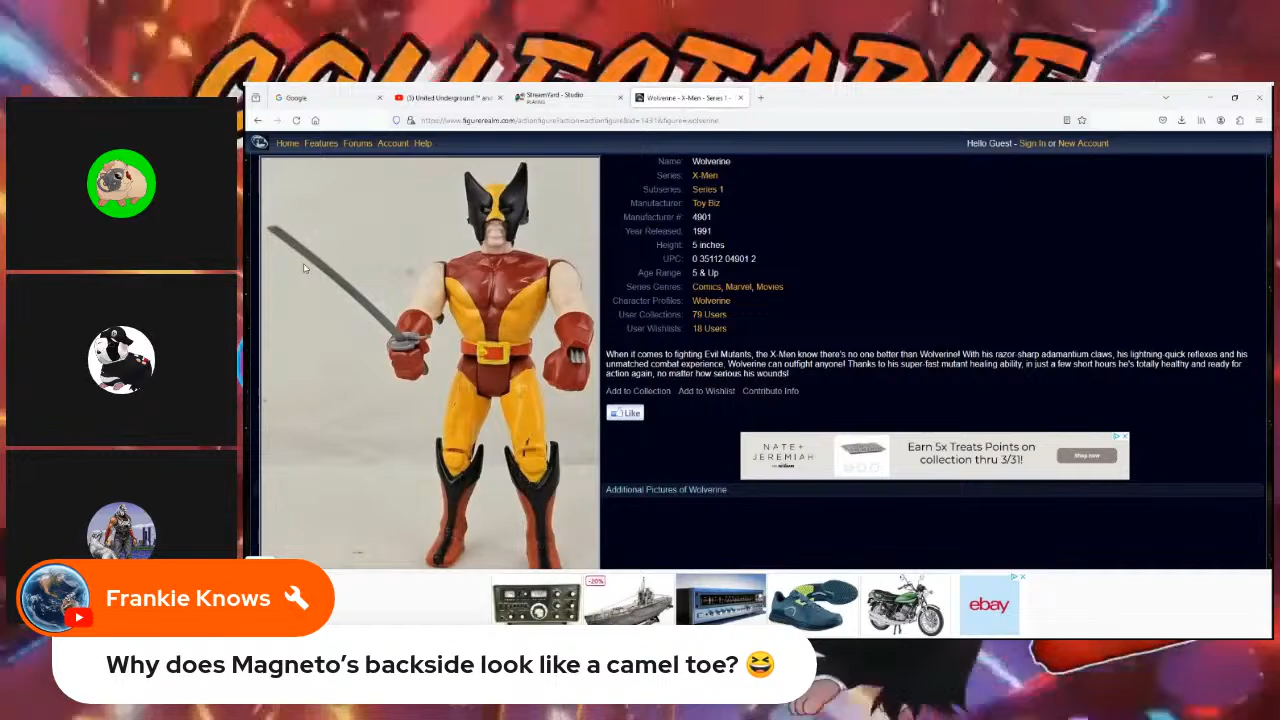 COLLECTABLE
Google
(5) United Underground ™ and
StreamYard - Studio
PLAYING
Wolverine - X-Men - Series 1 -
Home Features Forums Account Help
Hello Guest - Sign In or New Account
Name: Wolverine
Series: X-Men
Subseries: Series 1
Manufacturer: Toy Biz
Manufacturer #: 4901
Year Released: 1991
Height: 5 inches
UPC: 0 35112 04901 2
Age Range: 5 & Up
Series Genres: Comics, Marvel, Movies
Character Profiles: Wolverine
User Collections: 79 Users
User Wishlists: 18 Users
When it comes to fighting Evil Mutants, the X-Men know there's no one better than Wolverine! With his razor-sharp adamantium claws, his lightning-quick reflexes and his
unmatched combat experience, Wolverine can outfight anyone! Thanks to his super-fast mutant healing ability, in just a few short hours he's totally healthy and ready for
action again, no matter how serious his wounds!
Add to Collection Add to Wishlist Contribute Info
Like
NATE+
JEREMIAH
Earn 5x Treats Points on
collection thru 3/31!
Shop now
Additional Pictures of Wolverine
-20%
ebay
Frankie Knows
Why does Magneto's backside look like a camel toe? 😆